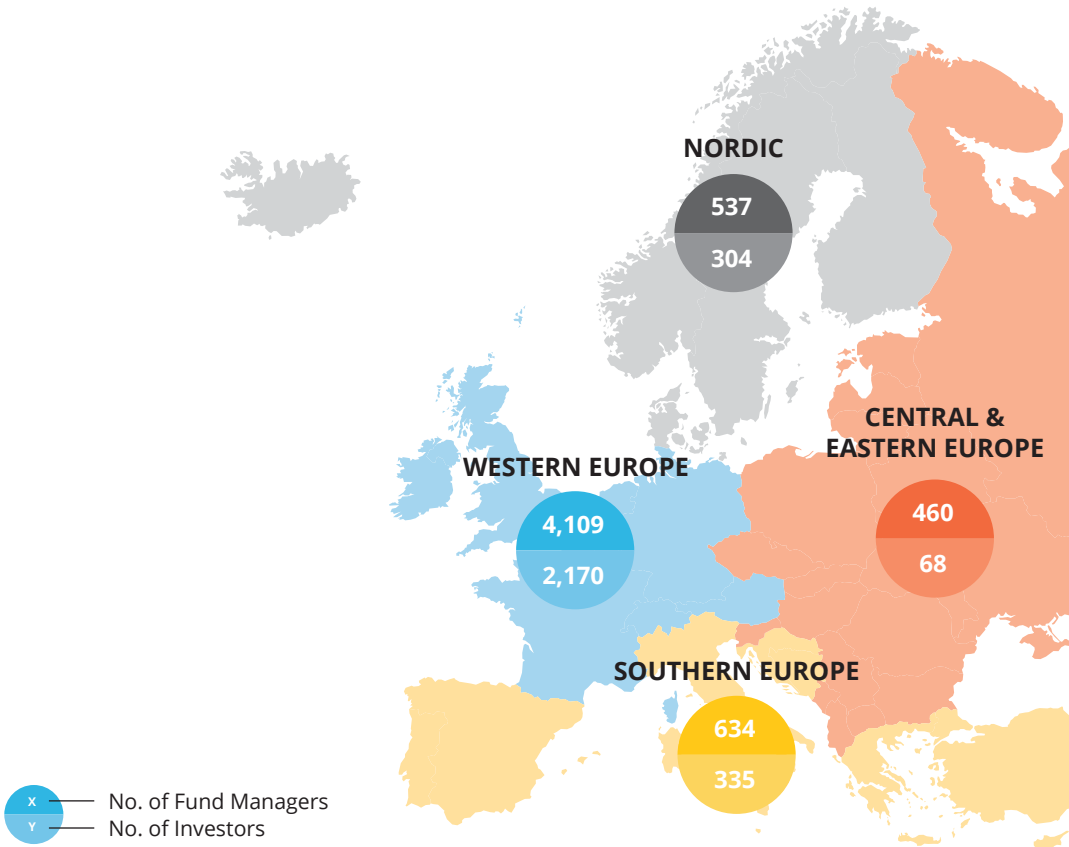 NORDIC
537
304
CENTRAL &
EASTERN EUROPE
460
68
WESTERN EUROPE
4,109
2,170
SOUTHERN EUROPE
634
335
X No. of Fund Managers
Y No. of Investors